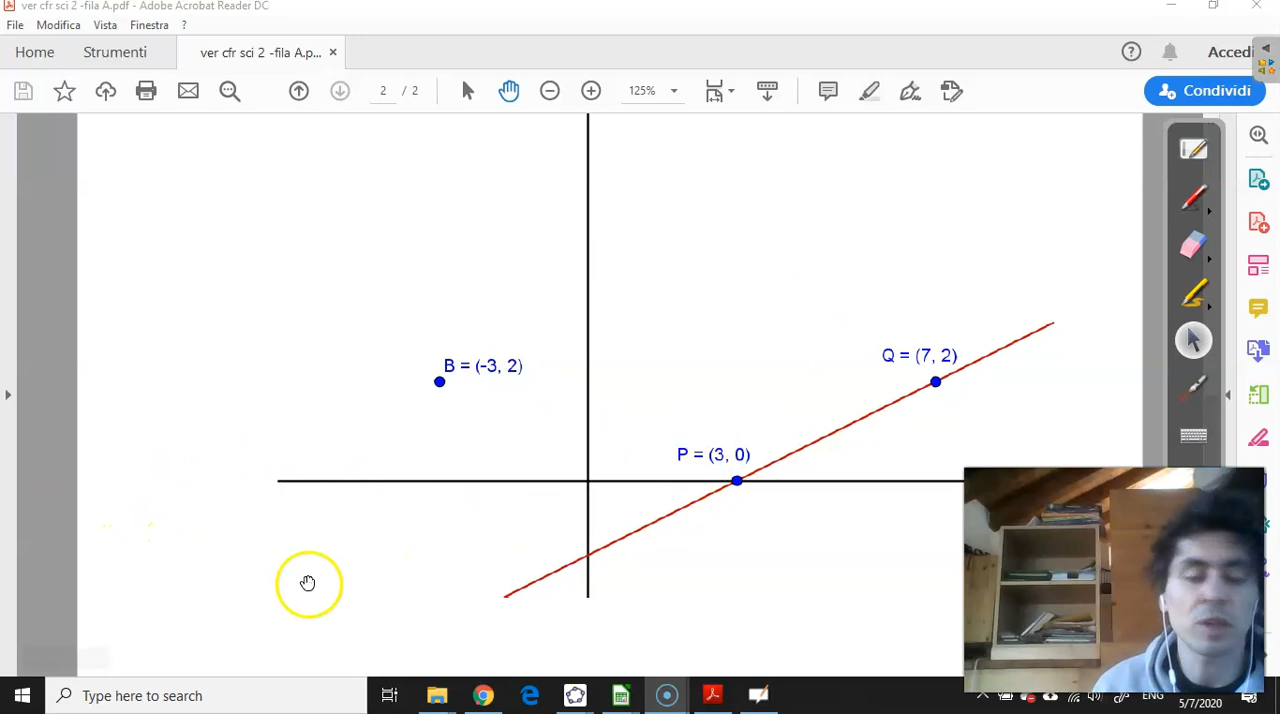 ver cfr sci 2 -fila A.pdf - Adobe Acrobat Reader DC
File Modifica Vista Finestra ?
Home Strumenti ver cfr sci 2 -fila A.p... × ? Accedi
2 / 2 125% Condividi
Q = (7, 2)
B = (-3, 2)
P = (3, 0)
Type here to search ENG
5/7/2020